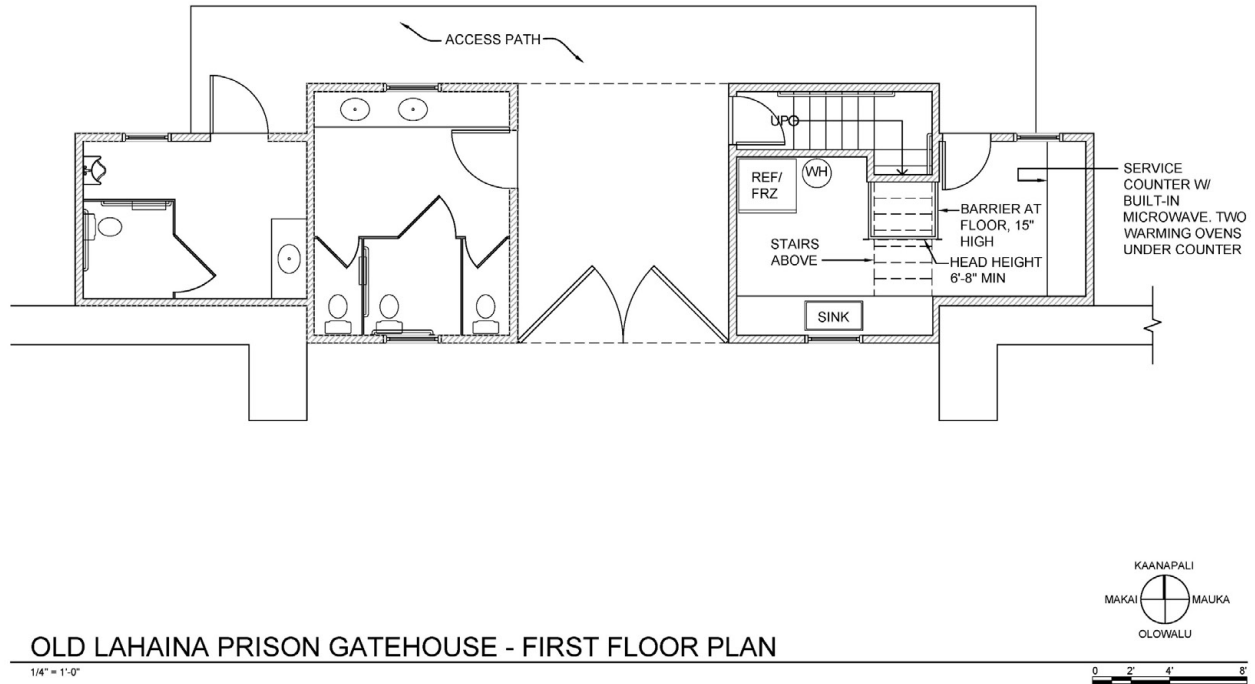 ACCESS PATH
UP
REF/
FRZ
WH
STAIRS
ABOVE
BARRIER AT
FLOOR, 15"
HIGH
HEAD HEIGHT
6'-8" MIN
SERVICE
COUNTER W/
BUILT-IN
MICROWAVE. TWO
WARMING OVENS
UNDER COUNTER
SINK
KAANAPALI
MAKAI
MAUKA
OLOWALU
OLD LAHAINA PRISON GATEHOUSE - FIRST FLOOR PLAN
1/4" = 1'-0"
0 2' 4' 8'